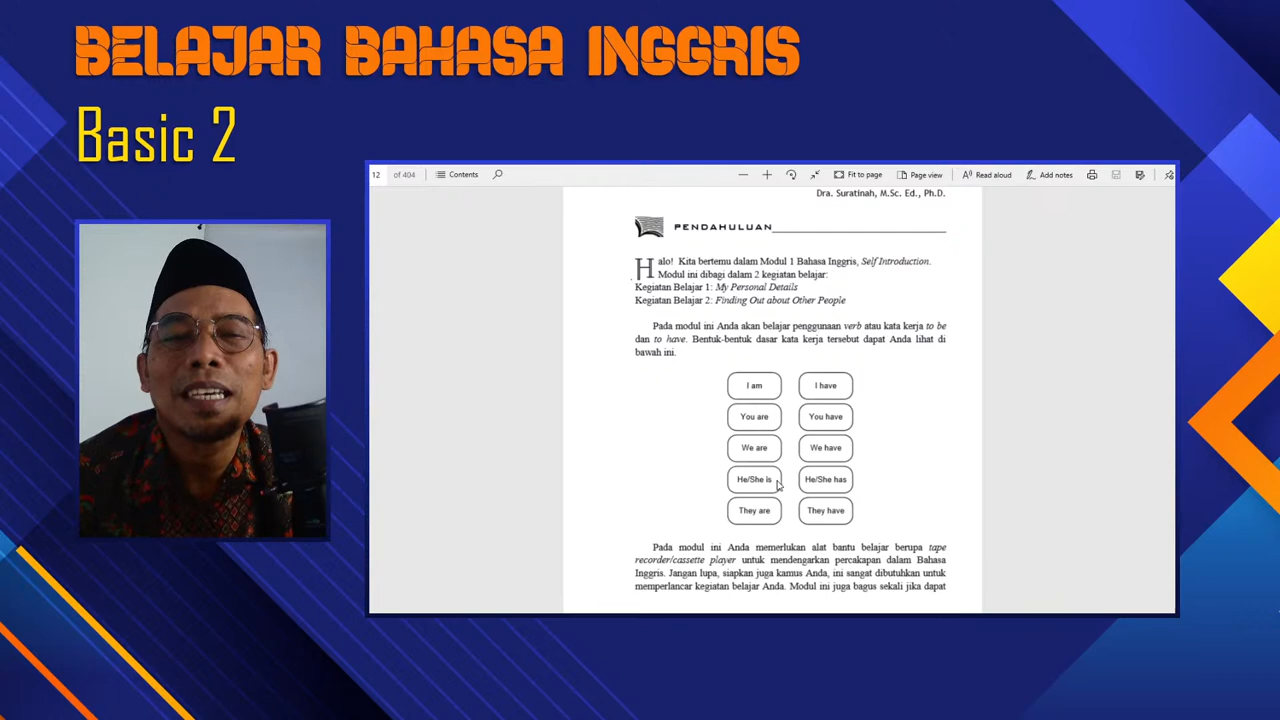 BELAJAR BAHASA INGGRIS
Basic 2
12 of 404 Contents Fit to page Page view Read aloud Add notes
Dra. Suratinah, M.Sc. Ed., Ph.D.
PENDAHULUAN
Halo! Kita bertemu dalam Modul 1 Bahasa Inggris, Self Introduction.
Modul ini dibagi dalam 2 kegiatan belajar:
Kegiatan Belajar 1: My Personal Details
Kegiatan Belajar 2: Finding Out about Other People
Pada modul ini Anda akan belajar penggunaan verb atau kata kerja to be
dan to have. Bentuk-bentuk dasar kata kerja tersebut dapat Anda lihat di
bawah ini.
I am I have
You are You have
We are We have
He/She is He/She has
They are They have
Pada modul ini Anda memerlukan alat bantu belajar berupa tape
recorder/cassette player untuk mendengarkan percakapan dalam Bahasa
Inggris. Jangan lupa, siapkan juga kamus Anda, ini sangat dibutuhkan untuk
memperlancar kegiatan belajar Anda. Modul ini juga bagus sekali jika dapat